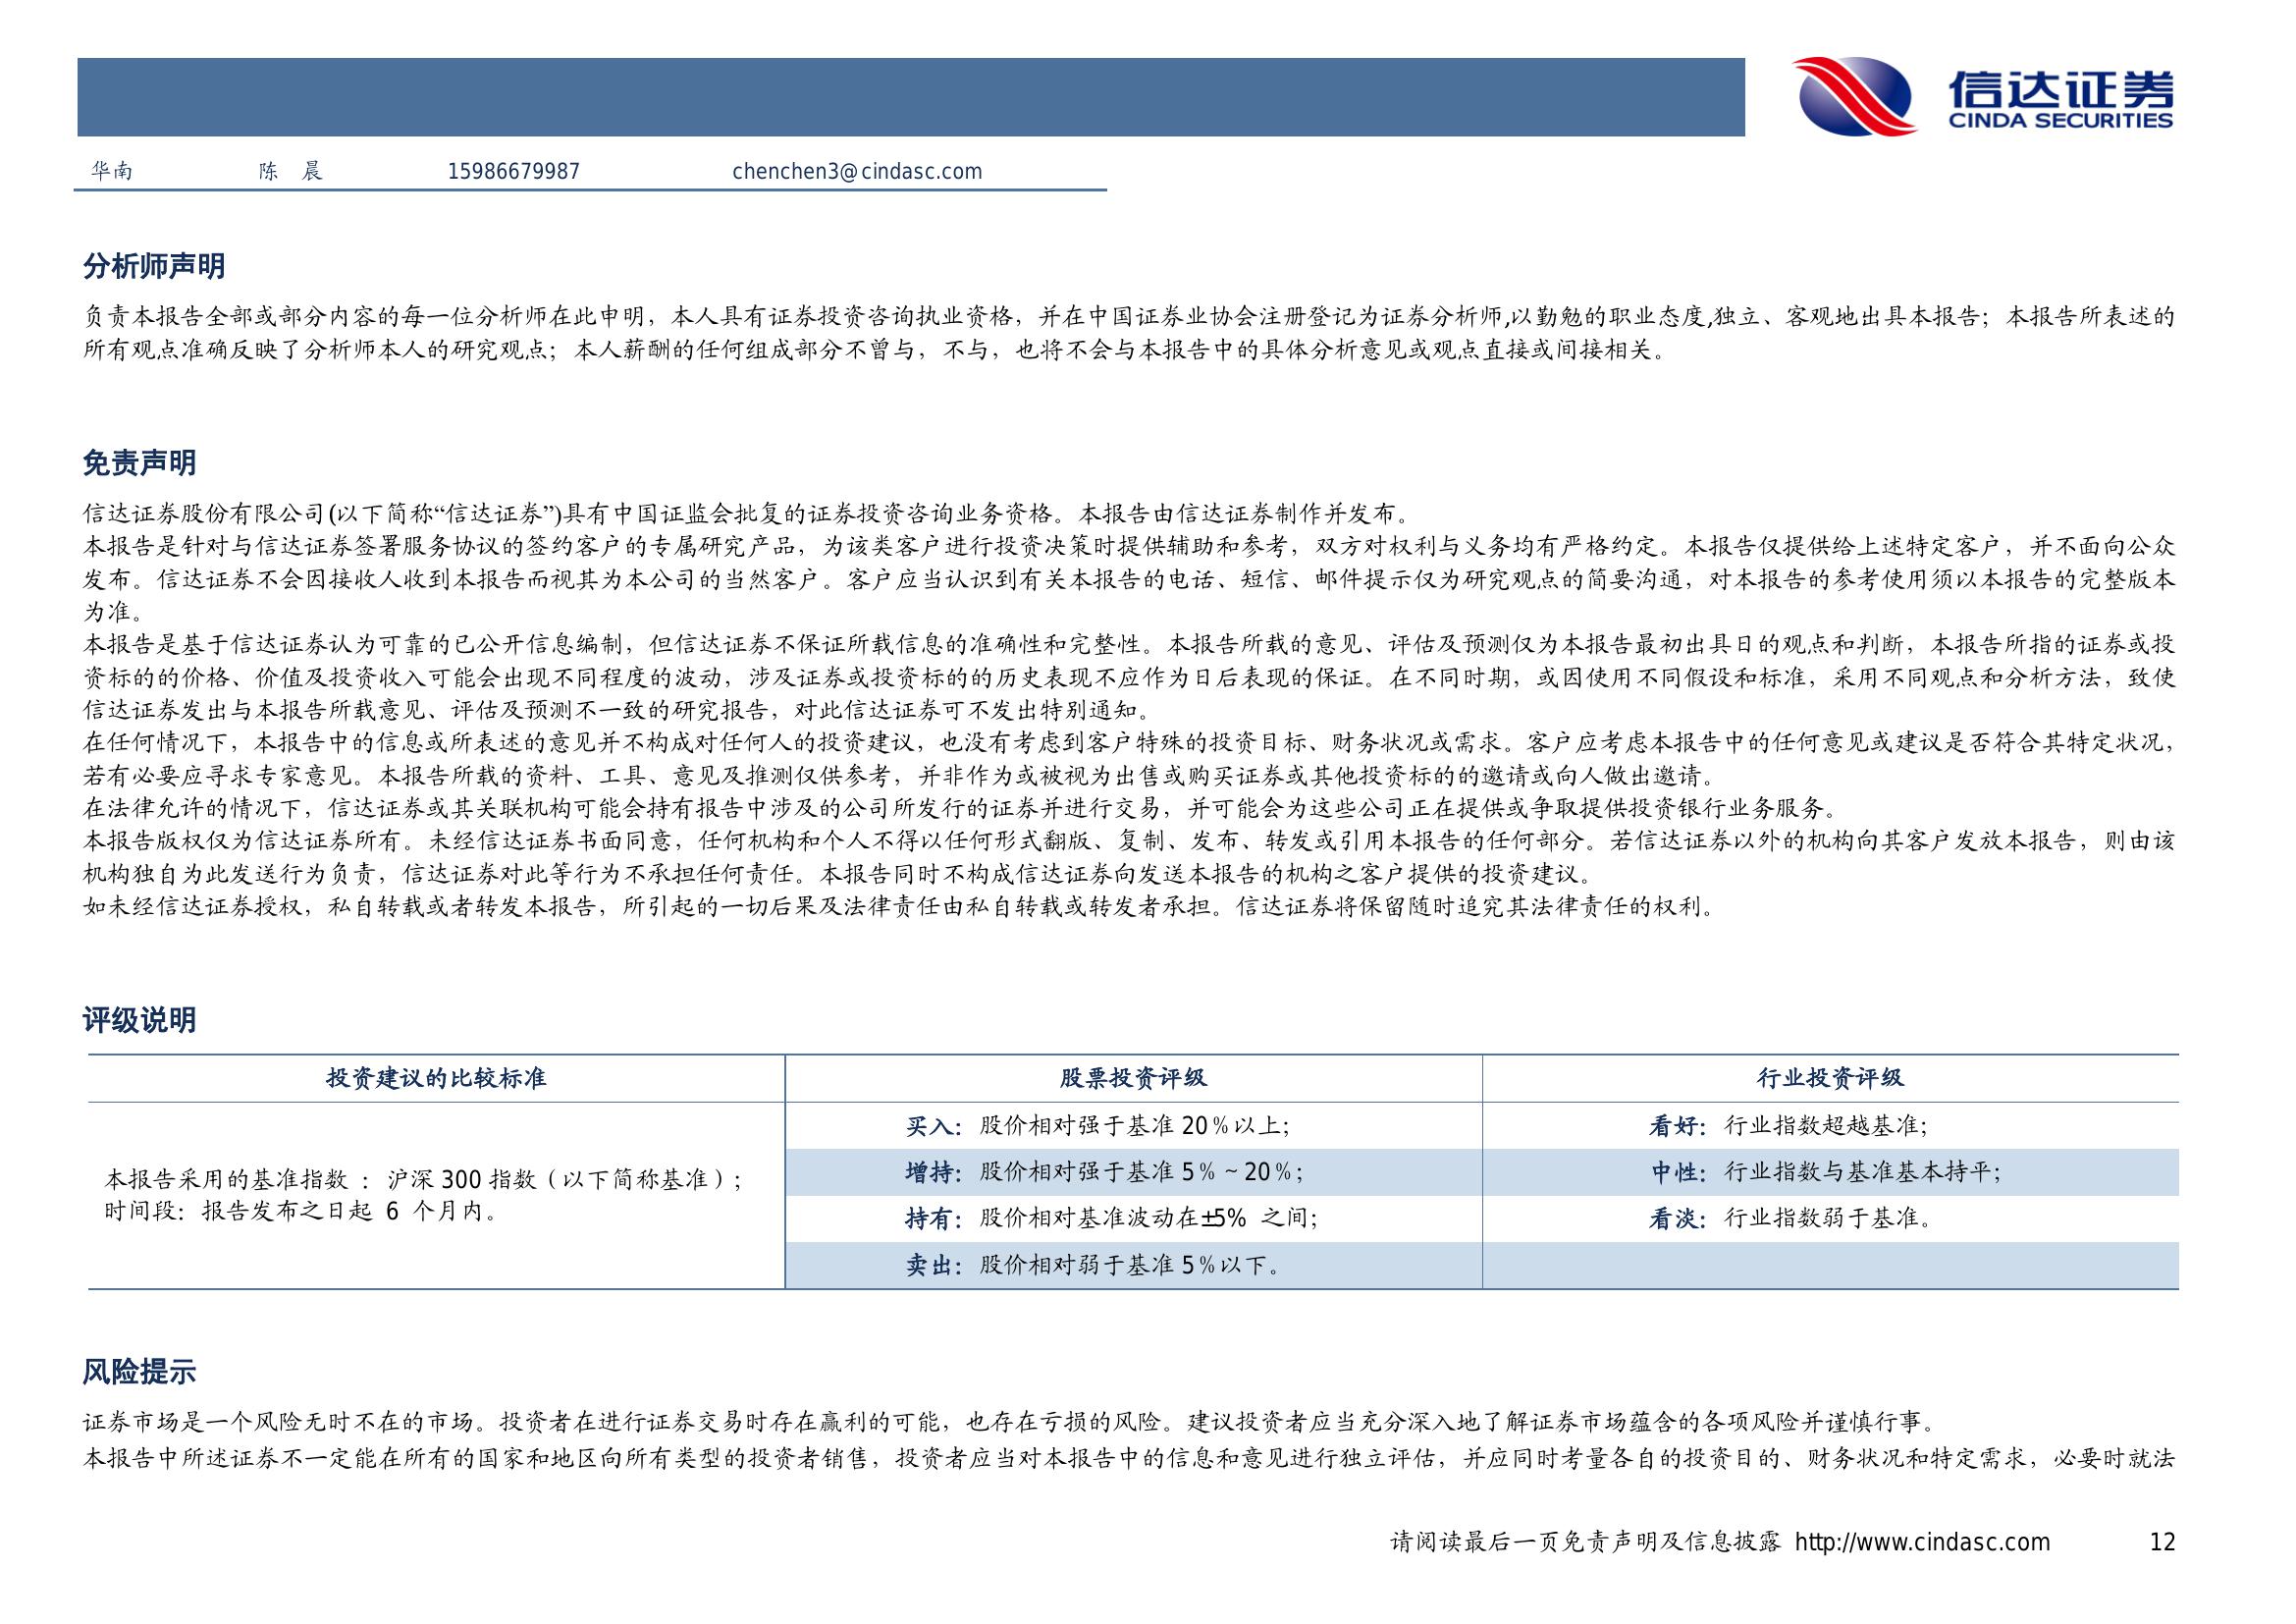 信达证券
CINDA SECURITIES
华南 陈 晨 15986679987 chenchen3@cindasc.com
分析师声明
负责本报告全部或部分内容的每一位分析师在此申明，本人具有证券投资咨询执业资格，并在中国证券业协会注册登记为证券分析师,以勤勉的职业态度,独立、客观地出具本报告；本报告所表述的
所有观点准确反映了分析师本人的研究观点；本人薪酬的任何组成部分不曾与，不与，也将不会与本报告中的具体分析意见或观点直接或间接相关。
免责声明
信达证券股份有限公司(以下简称“信达证券”)具有中国证监会批复的证券投资咨询业务资格。本报告由信达证券制作并发布。
本报告是针对与信达证券签署服务协议的签约客户的专属研究产品，为该类客户进行投资决策时提供辅助和参考，双方对权利与义务均有严格约定。本报告仅提供给上述特定客户，并不面向公众
发布。信达证券不会因接收人收到本报告而视其为本公司的当然客户。客户应当认识到有关本报告的电话、短信、邮件提示仅为研究观点的简要沟通，对本报告的参考使用须以本报告的完整版本
为准。
本报告是基于信达证券认为可靠的已公开信息编制，但信达证券不保证所载信息的准确性和完整性。本报告所载的意见、评估及预测仅为本报告最初出具日的观点和判断，本报告所指的证券或投
资标的的价格、价值及投资收入可能会出现不同程度的波动，涉及证券或投资标的的历史表现不应作为日后表现的保证。在不同时期，或因使用不同假设和标准，采用不同观点和分析方法，致使
信达证券发出与本报告所载意见、评估及预测不一致的研究报告，对此信达证券可不发出特别通知。
在任何情况下，本报告中的信息或所表述的意见并不构成对任何人的投资建议，也没有考虑到客户特殊的投资目标、财务状况或需求。客户应考虑本报告中的任何意见或建议是否符合其特定状况，
若有必要应寻求专家意见。本报告所载的资料、工具、意见及推测仅供参考，并非作为或被视为出售或购买证券或其他投资标的的邀请或向人做出邀请。
在法律允许的情况下，信达证券或其关联机构可能会持有报告中涉及的公司所发行的证券并进行交易，并可能会为这些公司正在提供或争取提供投资银行业务服务。
本报告版权仅为信达证券所有。未经信达证券书面同意，任何机构和个人不得以任何形式翻版、复制、发布、转发或引用本报告的任何部分。若信达证券以外的机构向其客户发放本报告，则由该
机构独自为此发送行为负责，信达证券对此等行为不承担任何责任。本报告同时不构成信达证券向发送本报告的机构之客户提供的投资建议。
如未经信达证券授权，私自转载或者转发本报告，所引起的一切后果及法律责任由私自转载或转发者承担。信达证券将保留随时追究其法律责任的权利。
评级说明
投资建议的比较标准 股票投资评级 行业投资评级
本报告采用的基准指数 ：沪深 300 指数（以下简称基准）；
时间段：报告发布之日起 6 个月内。
买入：股价相对强于基准 20％以上；
增持：股价相对强于基准 5％～20％；
持有：股价相对基准波动在±5% 之间；
卖出：股价相对弱于基准 5％以下。
看好：行业指数超越基准；
中性：行业指数与基准基本持平；
看淡：行业指数弱于基准。
风险提示
证券市场是一个风险无时不在的市场。投资者在进行证券交易时存在赢利的可能，也存在亏损的风险。建议投资者应当充分深入地了解证券市场蕴含的各项风险并谨慎行事。
本报告中所述证券不一定能在所有的国家和地区向所有类型的投资者销售，投资者应当对本报告中的信息和意见进行独立评估，并应同时考量各自的投资目的、财务状况和特定需求，必要时就法
请阅读最后一页免责声明及信息披露 http://www.cindasc.com 12